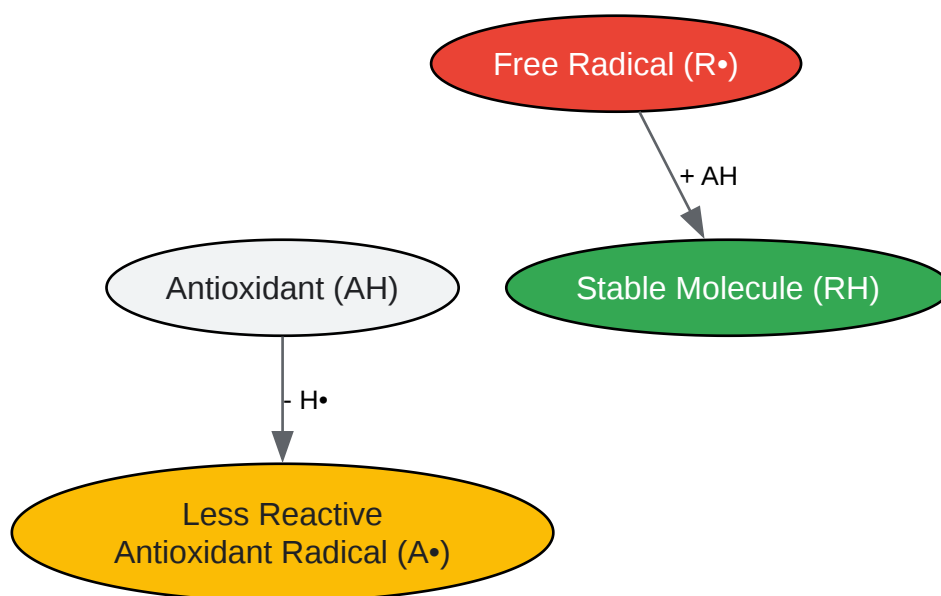 Free Radical (R•)
+ AH
Antioxidant (AH)
Stable Molecule (RH)
- H•
Less Reactive
Antioxidant Radical (A•)